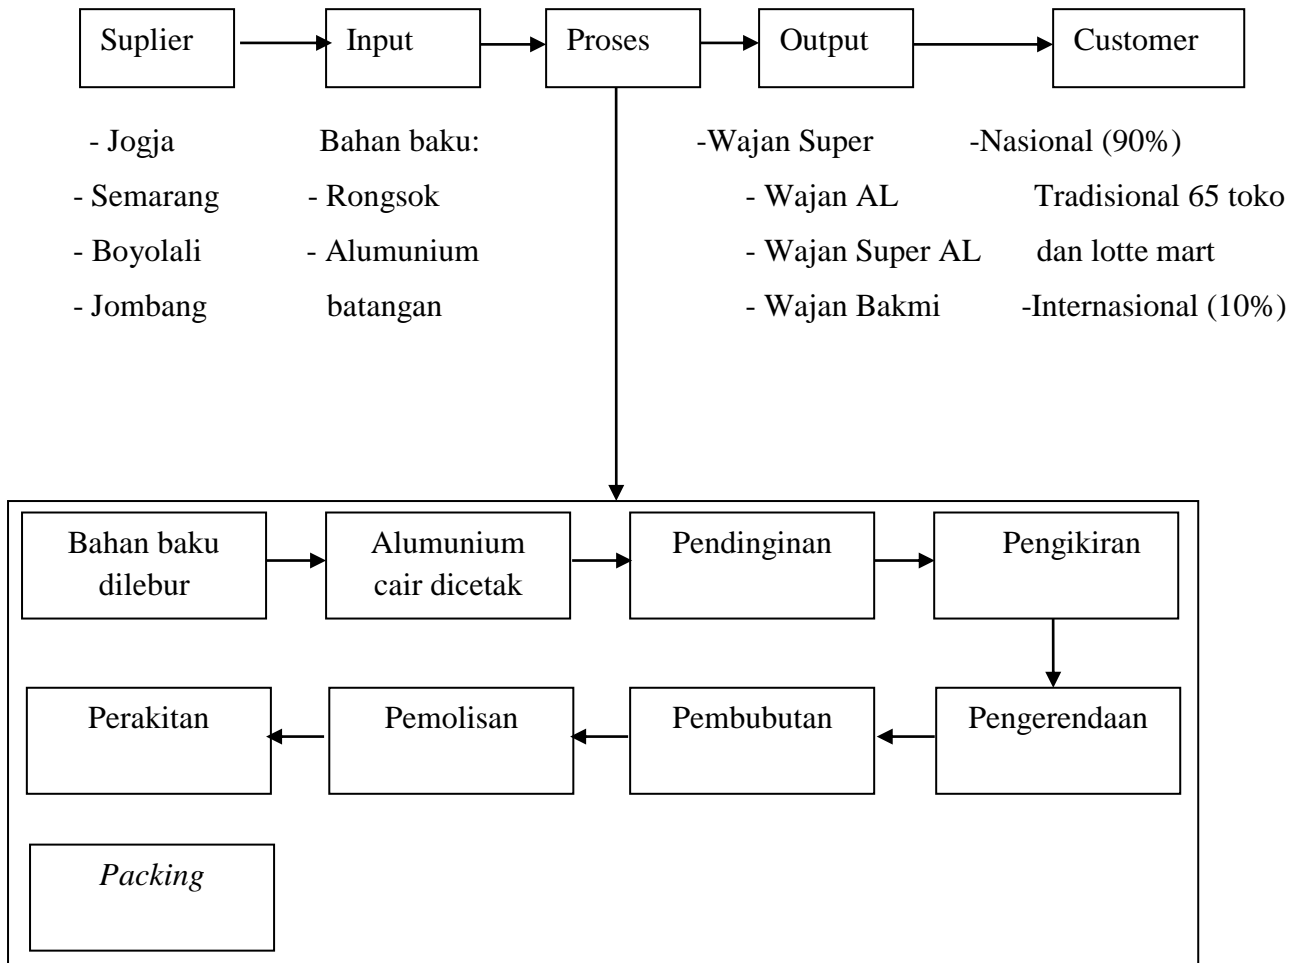 Suplier Input Proses Output Customer
- Jogja Bahan baku: -Wajan Super -Nasional (90%)
- Semarang - Rongsok - Wajan AL Tradisional 65 toko
- Boyolali - Alumunium - Wajan Super AL dan lotte mart
- Jombang batangan - Wajan Bakmi -Internasional (10%)
Bahan baku Alumunium Pendinginan Pengikiran
dilebur cair dicetak
Perakitan Pemolisan Pembubutan Pengerendaan
Packing